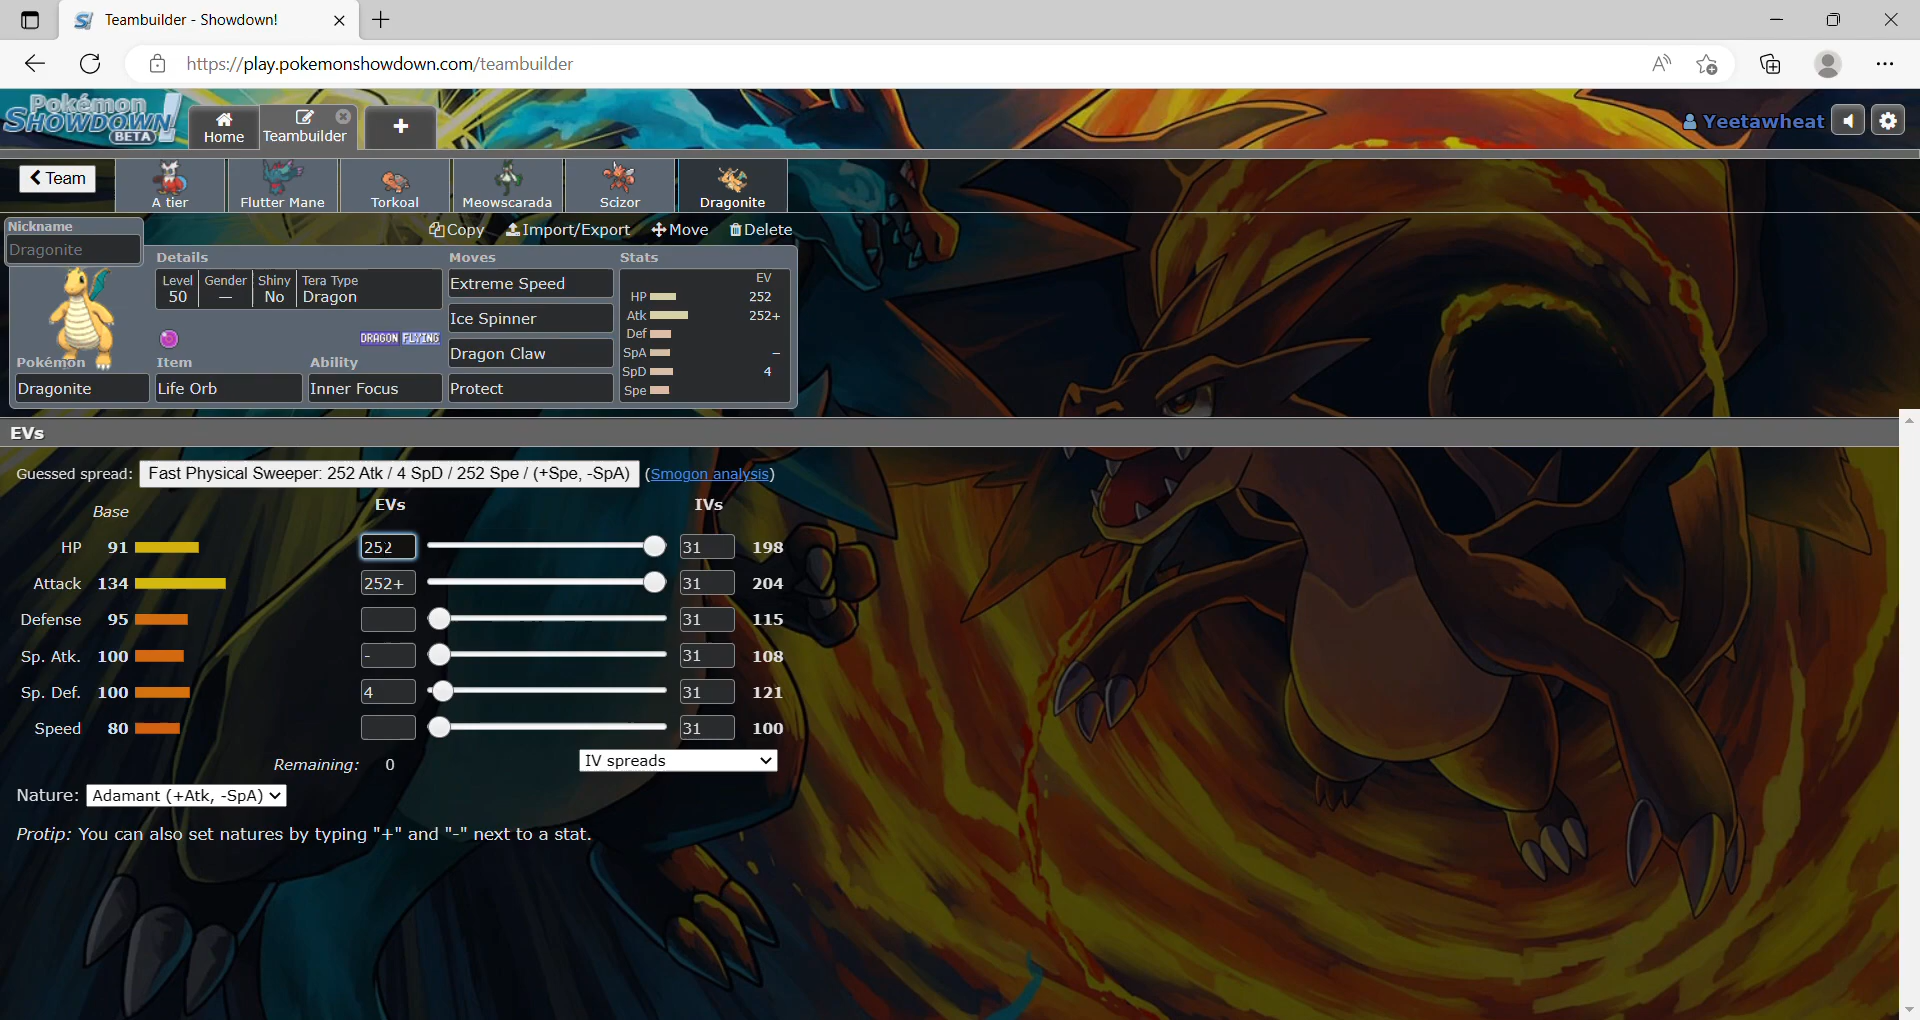 Teambuilder - Showdown!
https://play.pokemonshowdown.com/teambuilder
Pokémon
SHOWDOWN!
BETA
Home
Teambuilder
Yeetawheat
Team
A tier
Flutter Mane
Torkoal
Meowscarada
Scizor
Dragonite
Nickname
Dragonite
Copy
Import/Export
Move
Delete
Details
Moves
Stats
Level
50
Gender
—
Shiny
No
Tera Type
Dragon
DRAGON FLYING
Pokémon
Dragonite
Item
Life Orb
Ability
Inner Focus
Extreme Speed
Ice Spinner
Dragon Claw
Protect
EV
HP 252
Atk 252+
Def
SpA −
SpD 4
Spe
EVs
Guessed spread: Fast Physical Sweeper: 252 Atk / 4 SpD / 252 Spe / (+Spe, -SpA) (Smogon analysis)
Base EVs IVs
HP 91 252 31 198
Attack 134 252+ 31 204
Defense 95 31 115
Sp. Atk. 100 - 31 108
Sp. Def. 100 4 31 121
Speed 80 31 100
Remaining: 0 IV spreads
Nature: Adamant (+Atk, -SpA)
Protip: You can also set natures by typing "+" and "-" next to a stat.